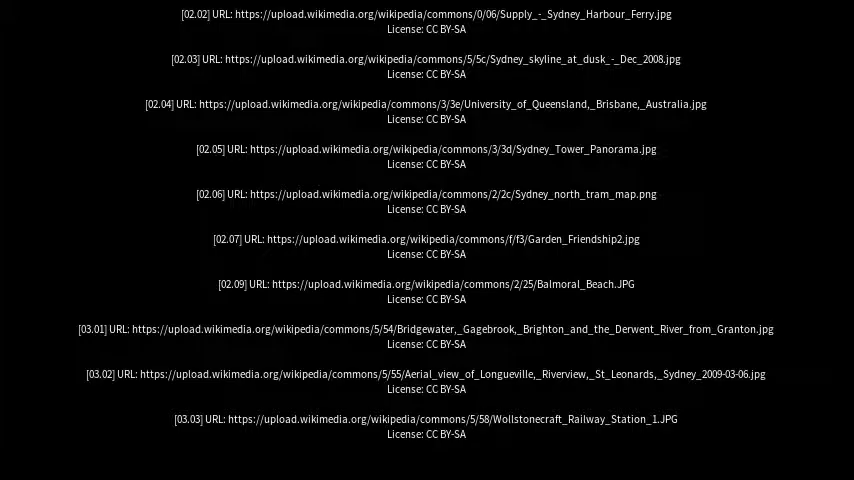 [02.02] URL: https://upload.wikimedia.org/wikipedia/commons/0/06/Supply_-_Sydney_Harbour_Ferry.jpg
License: CC BY-SA
[02.03] URL: https://upload.wikimedia.org/wikipedia/commons/5/5c/Sydney_skyline_at_dusk_-_Dec_2008.jpg
License: CC BY-SA
[02.04] URL: https://upload.wikimedia.org/wikipedia/commons/3/3e/University_of_Queensland,_Brisbane,_Australia.jpg
License: CC BY-SA
[02.05] URL: https://upload.wikimedia.org/wikipedia/commons/3/3d/Sydney_Tower_Panorama.jpg
License: CC BY-SA
[02.06] URL: https://upload.wikimedia.org/wikipedia/commons/2/2c/Sydney_north_tram_map.png
License: CC BY-SA
[02.07] URL: https://upload.wikimedia.org/wikipedia/commons/f/f3/Garden_Friendship2.jpg
License: CC BY-SA
[02.09] URL: https://upload.wikimedia.org/wikipedia/commons/2/25/Balmoral_Beach.JPG
License: CC BY-SA
[03.01] URL: https://upload.wikimedia.org/wikipedia/commons/5/54/Bridgewater,_Gagebrook,_Brighton_and_the_Derwent_River_from_Granton.jpg
License: CC BY-SA
[03.02] URL: https://upload.wikimedia.org/wikipedia/commons/5/55/Aerial_view_of_Longueville,_Riverview,_St_Leonards,_Sydney_2009-03-06.jpg
License: CC BY-SA
[03.03] URL: https://upload.wikimedia.org/wikipedia/commons/5/58/Wollstonecraft_Railway_Station_1.JPG
License: CC BY-SA